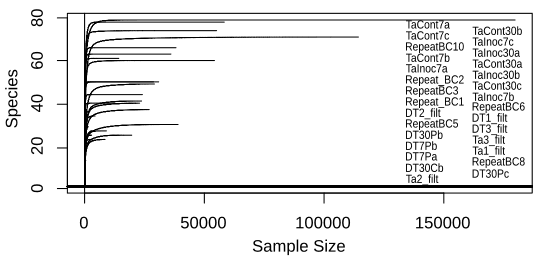 80
60
40
20
0
Species
TaCont7a
TaCont7c
RepeatBC10
TaCont7b
TaInoc7a
Repeat_BC2
RepeatBC3
Repeat_BC1
DT2_filt
RepeatBC5
DT30Pb
DT7Pb
DT7Pa
DT30Cb
Ta2_filt
TaCont30b
TaInoc7c
TaInoc30a
TaCont30a
TaInoc30b
TaCont30c
TaInoc7b
RepeatBC6
DT1_filt
DT3_filt
Ta3_filt
Ta1_filt
RepeatBC8
DT30Pc
0 50000 100000 150000
Sample Size